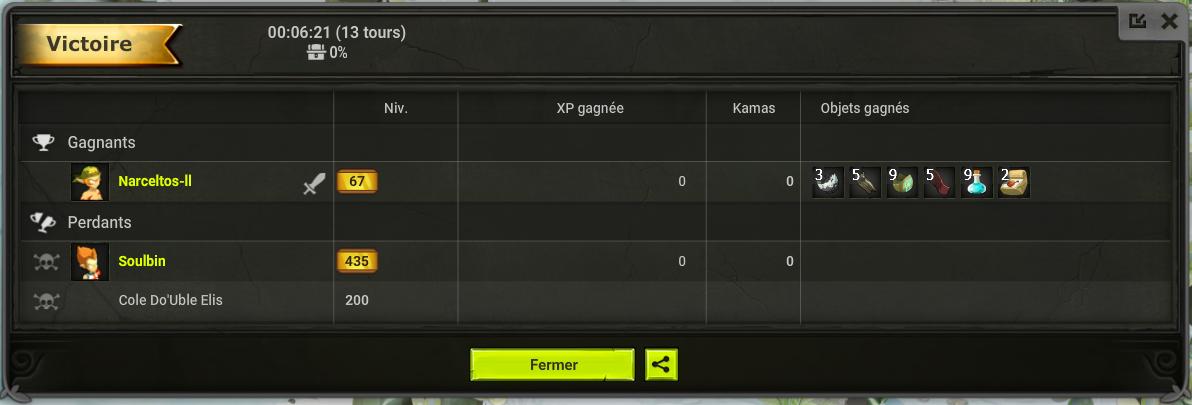 Victoire
00:06:21 (13 tours)
0%
Niv. XP gagnée Kamas Objets gagnés
Gagnants
Narceltos-ll 67 0 0 3 5 9 5 9 2
Perdants
Soulbin 435 0 0
Cole Do'Uble Elis 200
Fermer